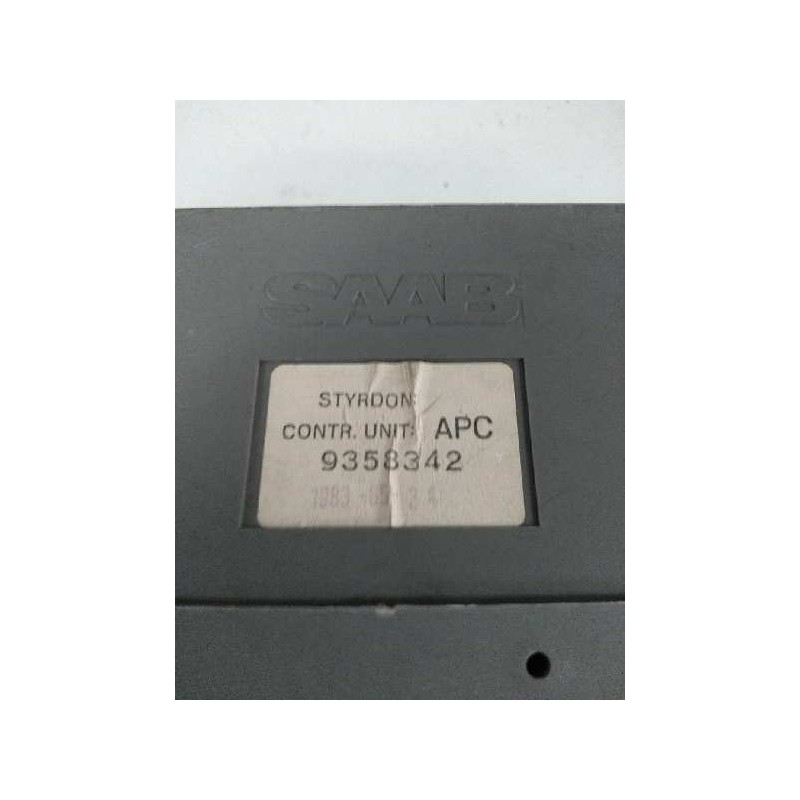 SAAB
STYRDON:
CONTR. UNIT: APC
9358342